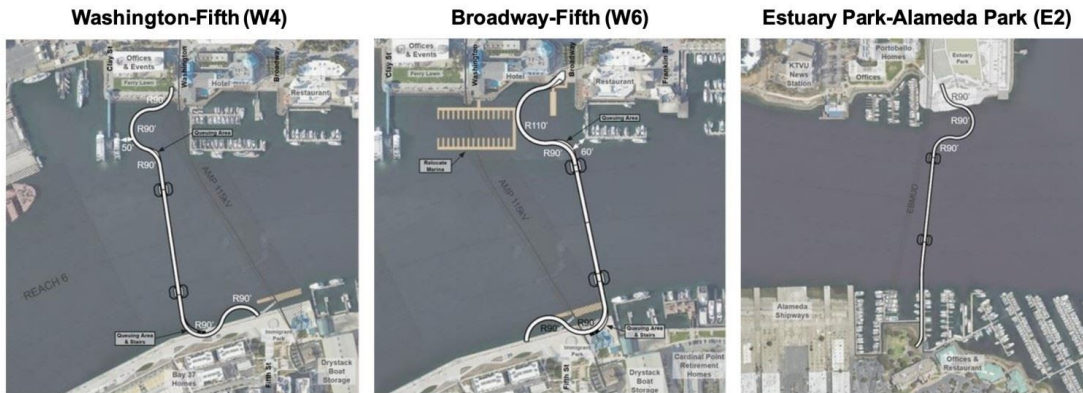 Washington-Fifth (W4)
Clay St
Offices
& Events
Ferry Lawn
Washington
Hotel
Broadway
Restaurant
R90'
R90'
50'
R90'
Queuing Area
AMP 115kV
REACH 6
R90'
R90'
Queuing Area
& Stairs
Immigrant
Park
Fifth St
Bay 37
Homes
Drystack
Boat
Storage
Broadway-Fifth (W6)
Clay St
Offices
& Events
Ferry Lawn
Washington
Hotel
Broadway
Restaurant
Franklin St
R110'
Queuing Area
R90'
60'
Relocate
Marina
AMP 115kV
R90'
R90'
Queuing Area
& Stairs
Immigrant
Park
Fifth St
Drystack
Boat
Storage
Cardinal Point
Retirement
Homes
Estuary Park-Alameda Park (E2)
KTVU
News
Station
Offices
Portobello
Homes
Estuary
Park
R90'
R90'
R90'
EBMUD
Alameda
Shipways
Offices &
Restaurant